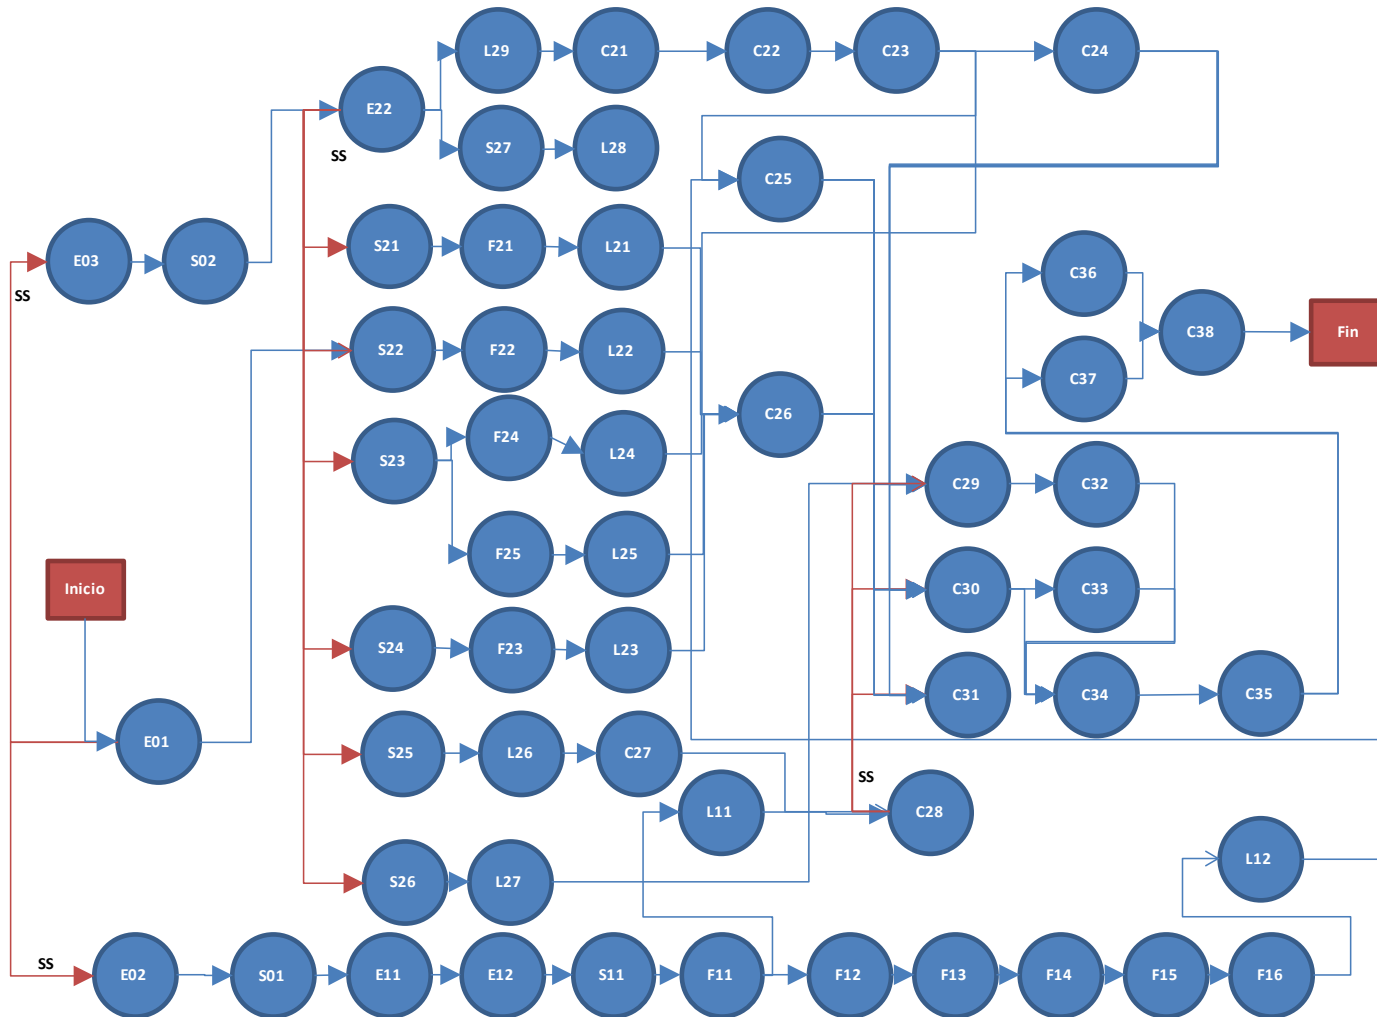 L29 C21 C22 C23 C24
E22
SS
S27 L28
C25
E03 S02
SS
S21 F21 L21
C36
C38 Fin
C37
S22 F22 L22
C26
S23 F24 L24
C29 C32
F25 L25
Inicio
C30 C33
S24 F23 L23
C31 C34 C35
E01
S25 L26 C27
SS
L11 C28
L12
S26 L27
SS
E02 S01 E11 E12 S11 F11 F12 F13 F14 F15 F16